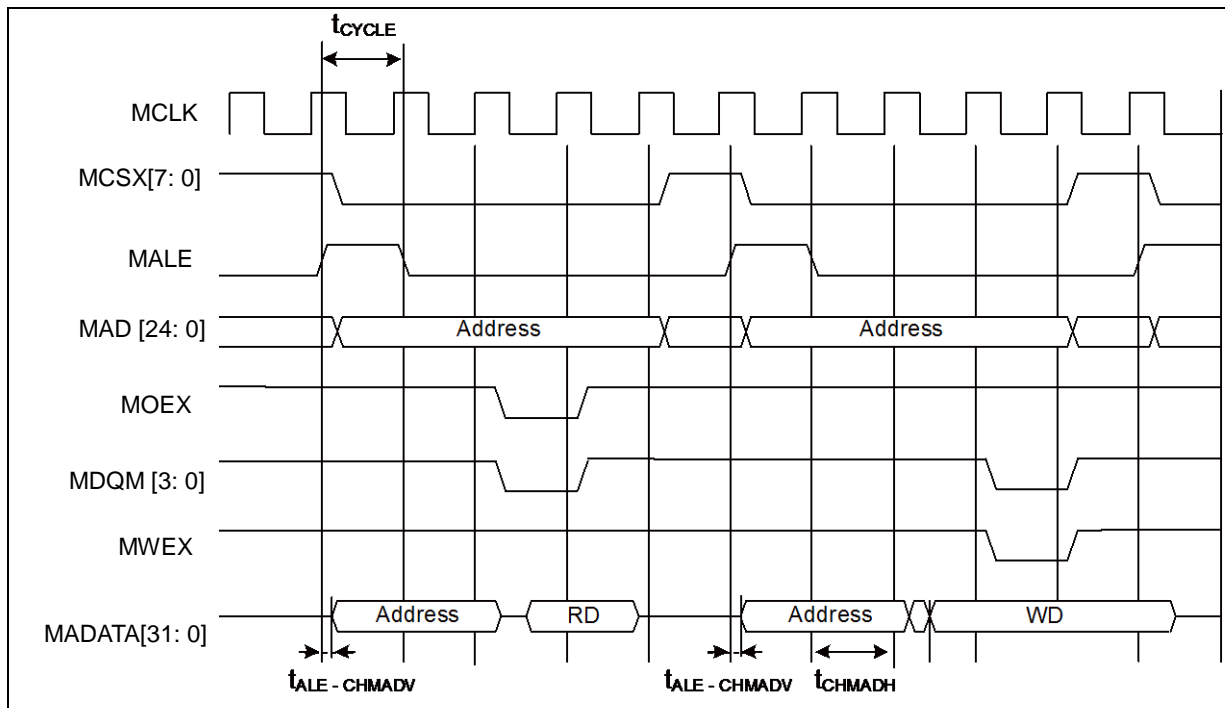 tCYCLE
MCLK
MCSX[7: 0]
MALE
MAD [24: 0]
Address
Address
MOEX
MDQM [3: 0]
MWEX
MADATA[31: 0]
Address
RD
Address
WD
tALE - CHMADV
tALE - CHMADV
tCHMADH